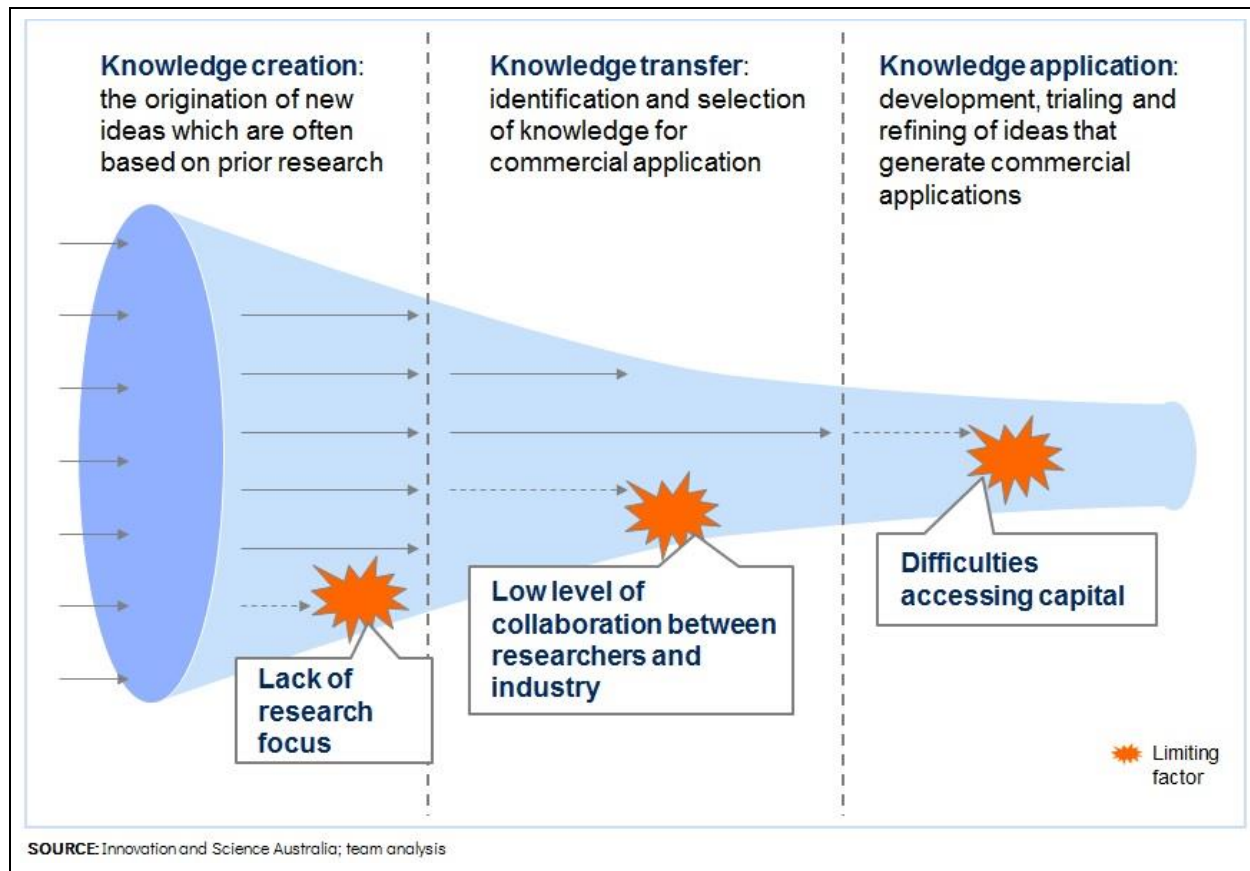 Knowledge creation:
the origination of new
ideas which are often
based on prior research
Knowledge transfer:
identification and selection
of knowledge for
commercial application
Knowledge application:
development, trialing and
refining of ideas that
generate commercial
applications
Lack of
research
focus
Low level of
collaboration between
researchers and
industry
Difficulties
accessing capital
Limiting
factor
SOURCE: Innovation and Science Australia; team analysis